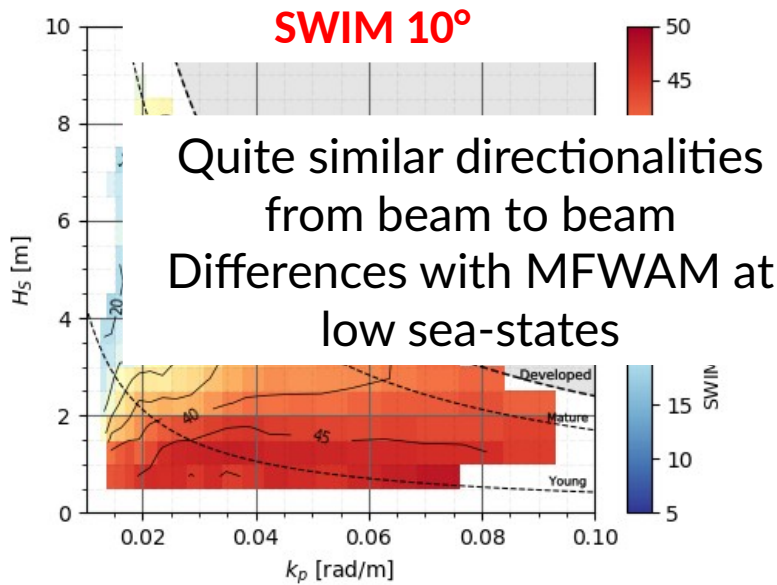 SWIM 10°
10
50
45
8
Quite similar directionalities
from beam to beam
Differences with MFWAM at
low sea-states
6
H_S [m]
20
4
Developed
SWIM
2
40
Mature
15
45
10
Young
0
5
0.02
0.04
0.06
0.08
0.10
k_p [rad/m]